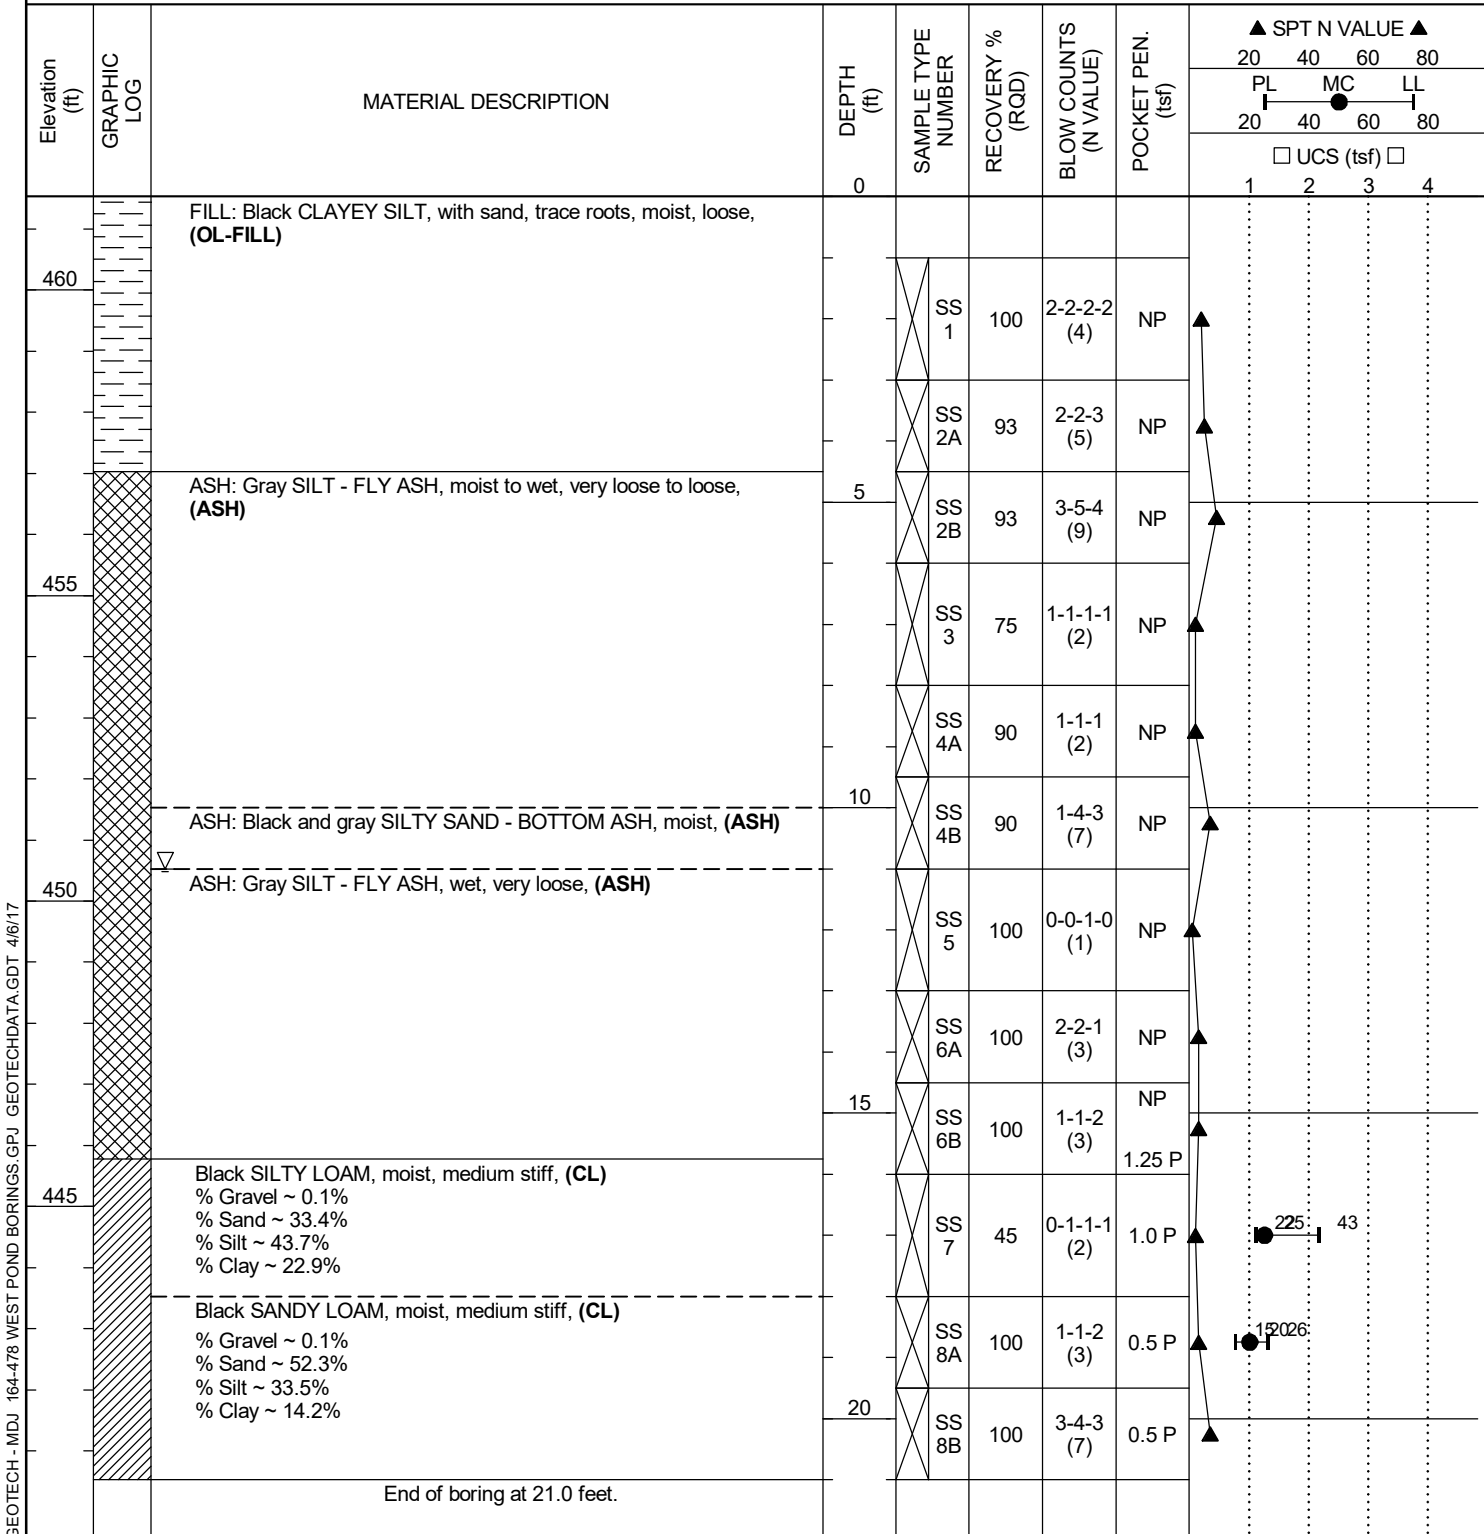 Elevation
(ft)
GRAPHIC
LOG
MATERIAL DESCRIPTION
DEPTH
(ft)
0
SAMPLE TYPE
NUMBER
RECOVERY %
(RQD)
BLOW COUNTS
(N VALUE)
POCKET PEN.
(tsf)
▲ SPT N VALUE ▲
20 40 60 80
PL MC LL
20 40 60 80
□ UCS (tsf) □
1 2 3 4
FILL: Black CLAYEY SILT, with sand, trace roots, moist, loose,
(OL-FILL)
460
SS
1
100
2-2-2-2
(4)
NP
SS
2A
93
2-2-3
(5)
NP
ASH: Gray SILT - FLY ASH, moist to wet, very loose to loose,
(ASH)
5
SS
2B
93
3-5-4
(9)
NP
455
SS
3
75
1-1-1-1
(2)
NP
SS
4A
90
1-1-1
(2)
NP
10
ASH: Black and gray SILTY SAND - BOTTOM ASH, moist, (ASH)
SS
4B
90
1-4-3
(7)
NP
ASH: Gray SILT - FLY ASH, wet, very loose, (ASH)
450
SS
5
100
0-0-1-0
(1)
NP
SS
6A
100
2-2-1
(3)
NP
15
SS
6B
100
1-1-2
(3)
NP
1.25 P
Black SILTY LOAM, moist, medium stiff, (CL)
% Gravel ~ 0.1%
% Sand ~ 33.4%
% Silt ~ 43.7%
% Clay ~ 22.9%
445
SS
7
45
0-1-1-1
(2)
1.0 P
22 25 43
Black SANDY LOAM, moist, medium stiff, (CL)
% Gravel ~ 0.1%
% Sand ~ 52.3%
% Silt ~ 33.5%
% Clay ~ 14.2%
SS
8A
100
1-1-2
(3)
0.5 P
15 20 26
20
SS
8B
100
3-4-3
(7)
0.5 P
End of boring at 21.0 feet.
GEOTECH - MDJ 164-478 WEST POND BORINGS.GPJ GEOTECHDATA.GDT 4/6/17